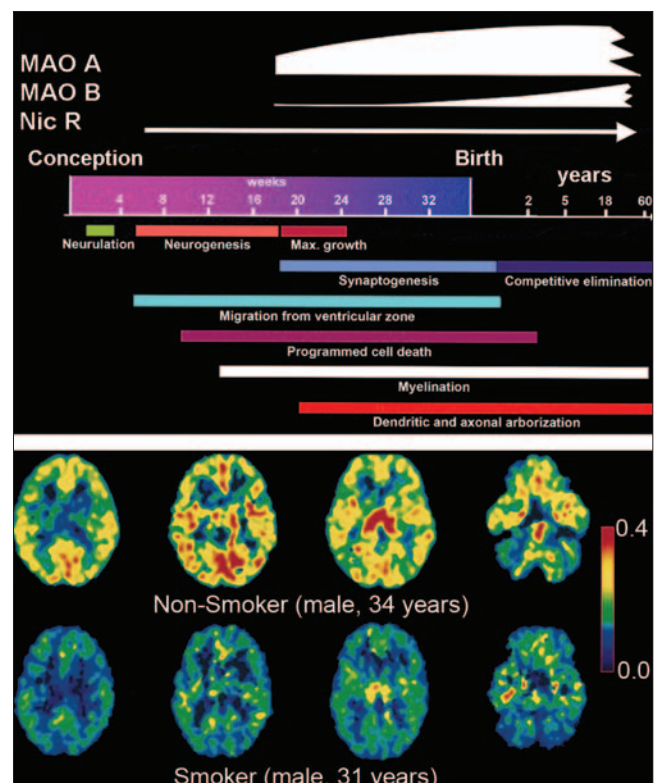 MAO A
MAO B
Nic R
Conception
Birth
years
weeks
4 8 12 16 20 24 28 32 2 5 18 60
Neurulation
Neurogenesis
Max. growth
Synaptogenesis
Competitive elimination
Migration from ventricular zone
Programmed cell death
Myelination
Dendritic and axonal arborization
0.4
Non-Smoker (male, 34 years)
0.0
Smoker (male, 31 years)